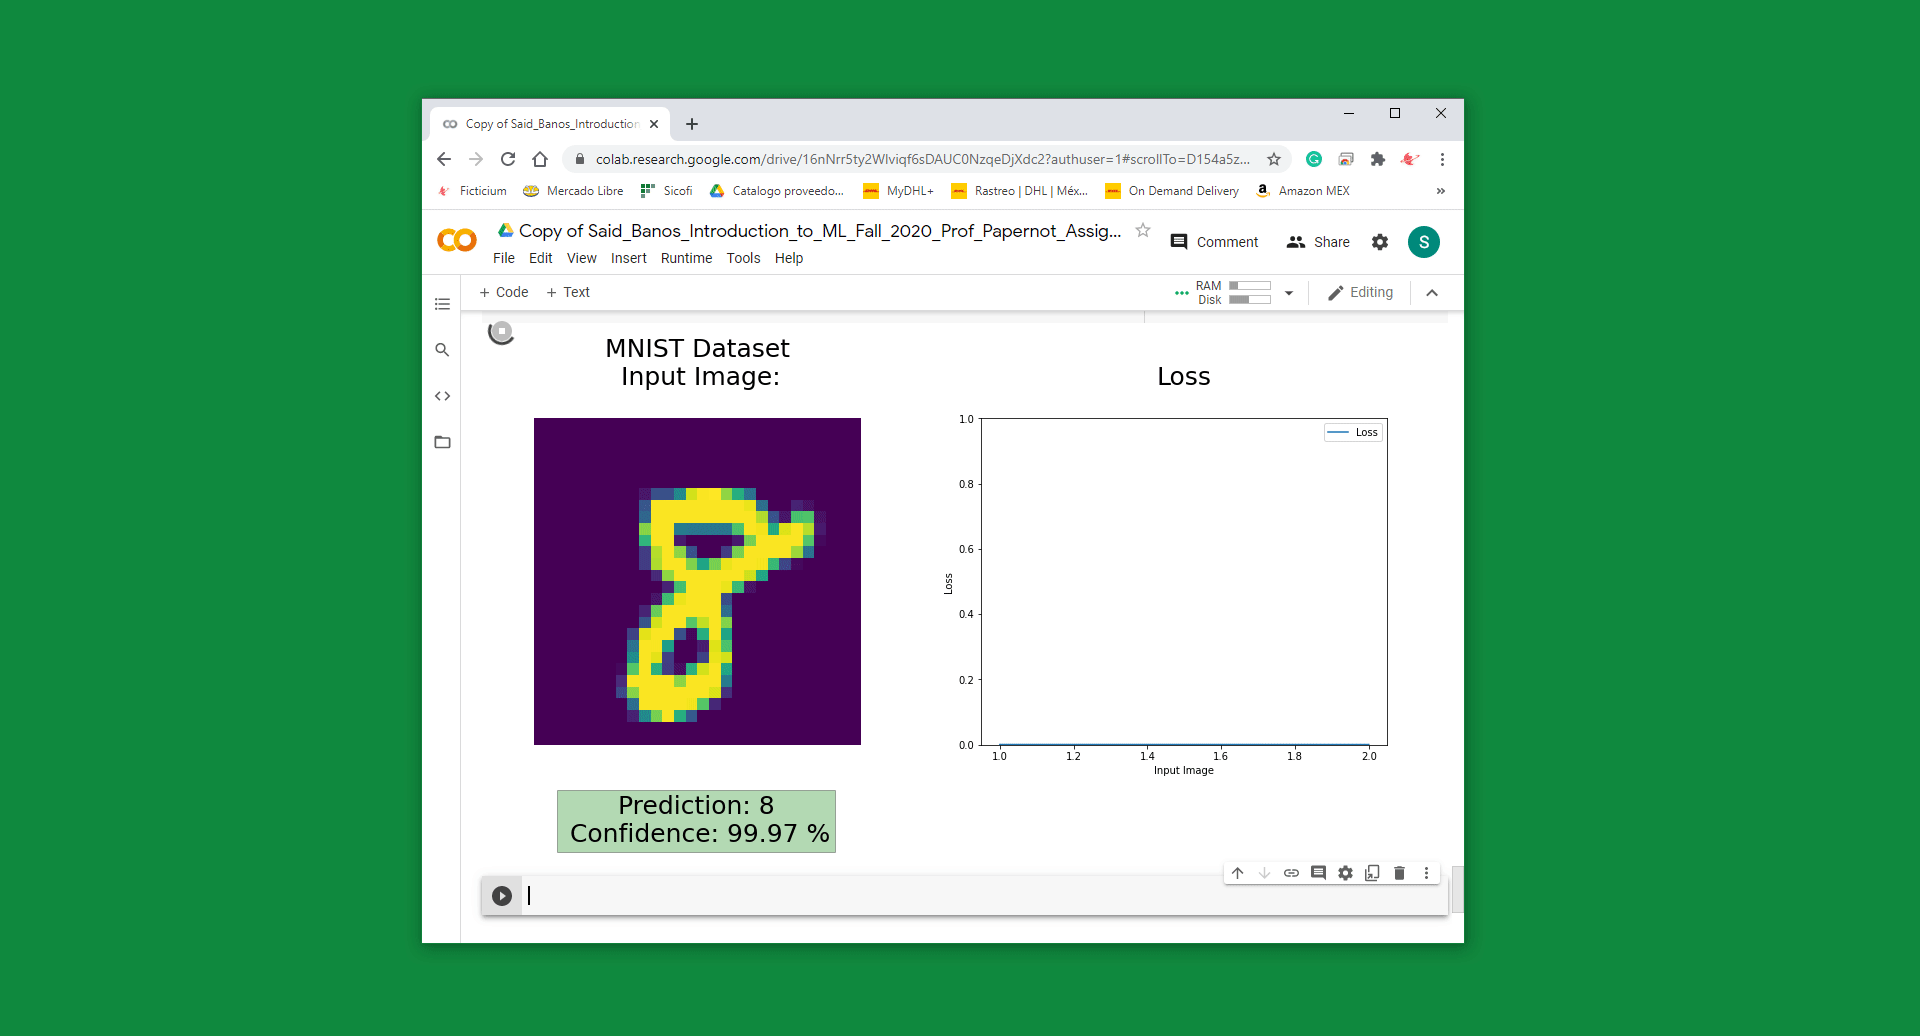 Copy of Said_Banos_Introduction
colab.research.google.com/drive/16nNrr5ty2Wlviqf6sDAUC0NzqeDjXdc2?authuser=1#scrollTo=D154a5z...
Ficticium Mercado Libre Sicofi Catalogo proveedo... MyDHL+ Rastreo | DHL | Méx... On Demand Delivery Amazon MEX »
Copy of Said_Banos_Introduction_to_ML_Fall_2020_Prof_Papernot_Assig...
Comment Share S
File Edit View Insert Runtime Tools Help
+ Code + Text
RAM
Disk
Editing
MNIST Dataset
Input Image:
Loss
1.0
Loss
0.8
0.6
Loss
0.4
0.2
0.0
1.0 1.2 1.4 1.6 1.8 2.0
Input Image
Prediction: 8
Confidence: 99.97 %